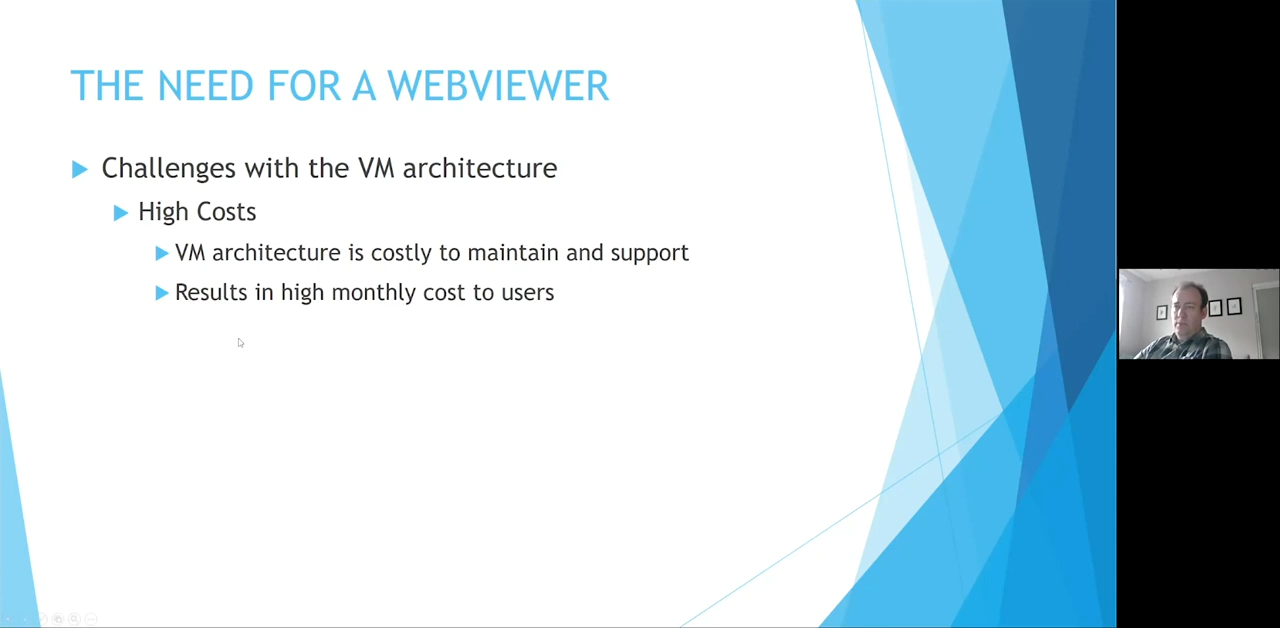 THE NEED FOR A WEBVIEWER
Challenges with the VM architecture
High Costs
VM architecture is costly to maintain and support
Results in high monthly cost to users